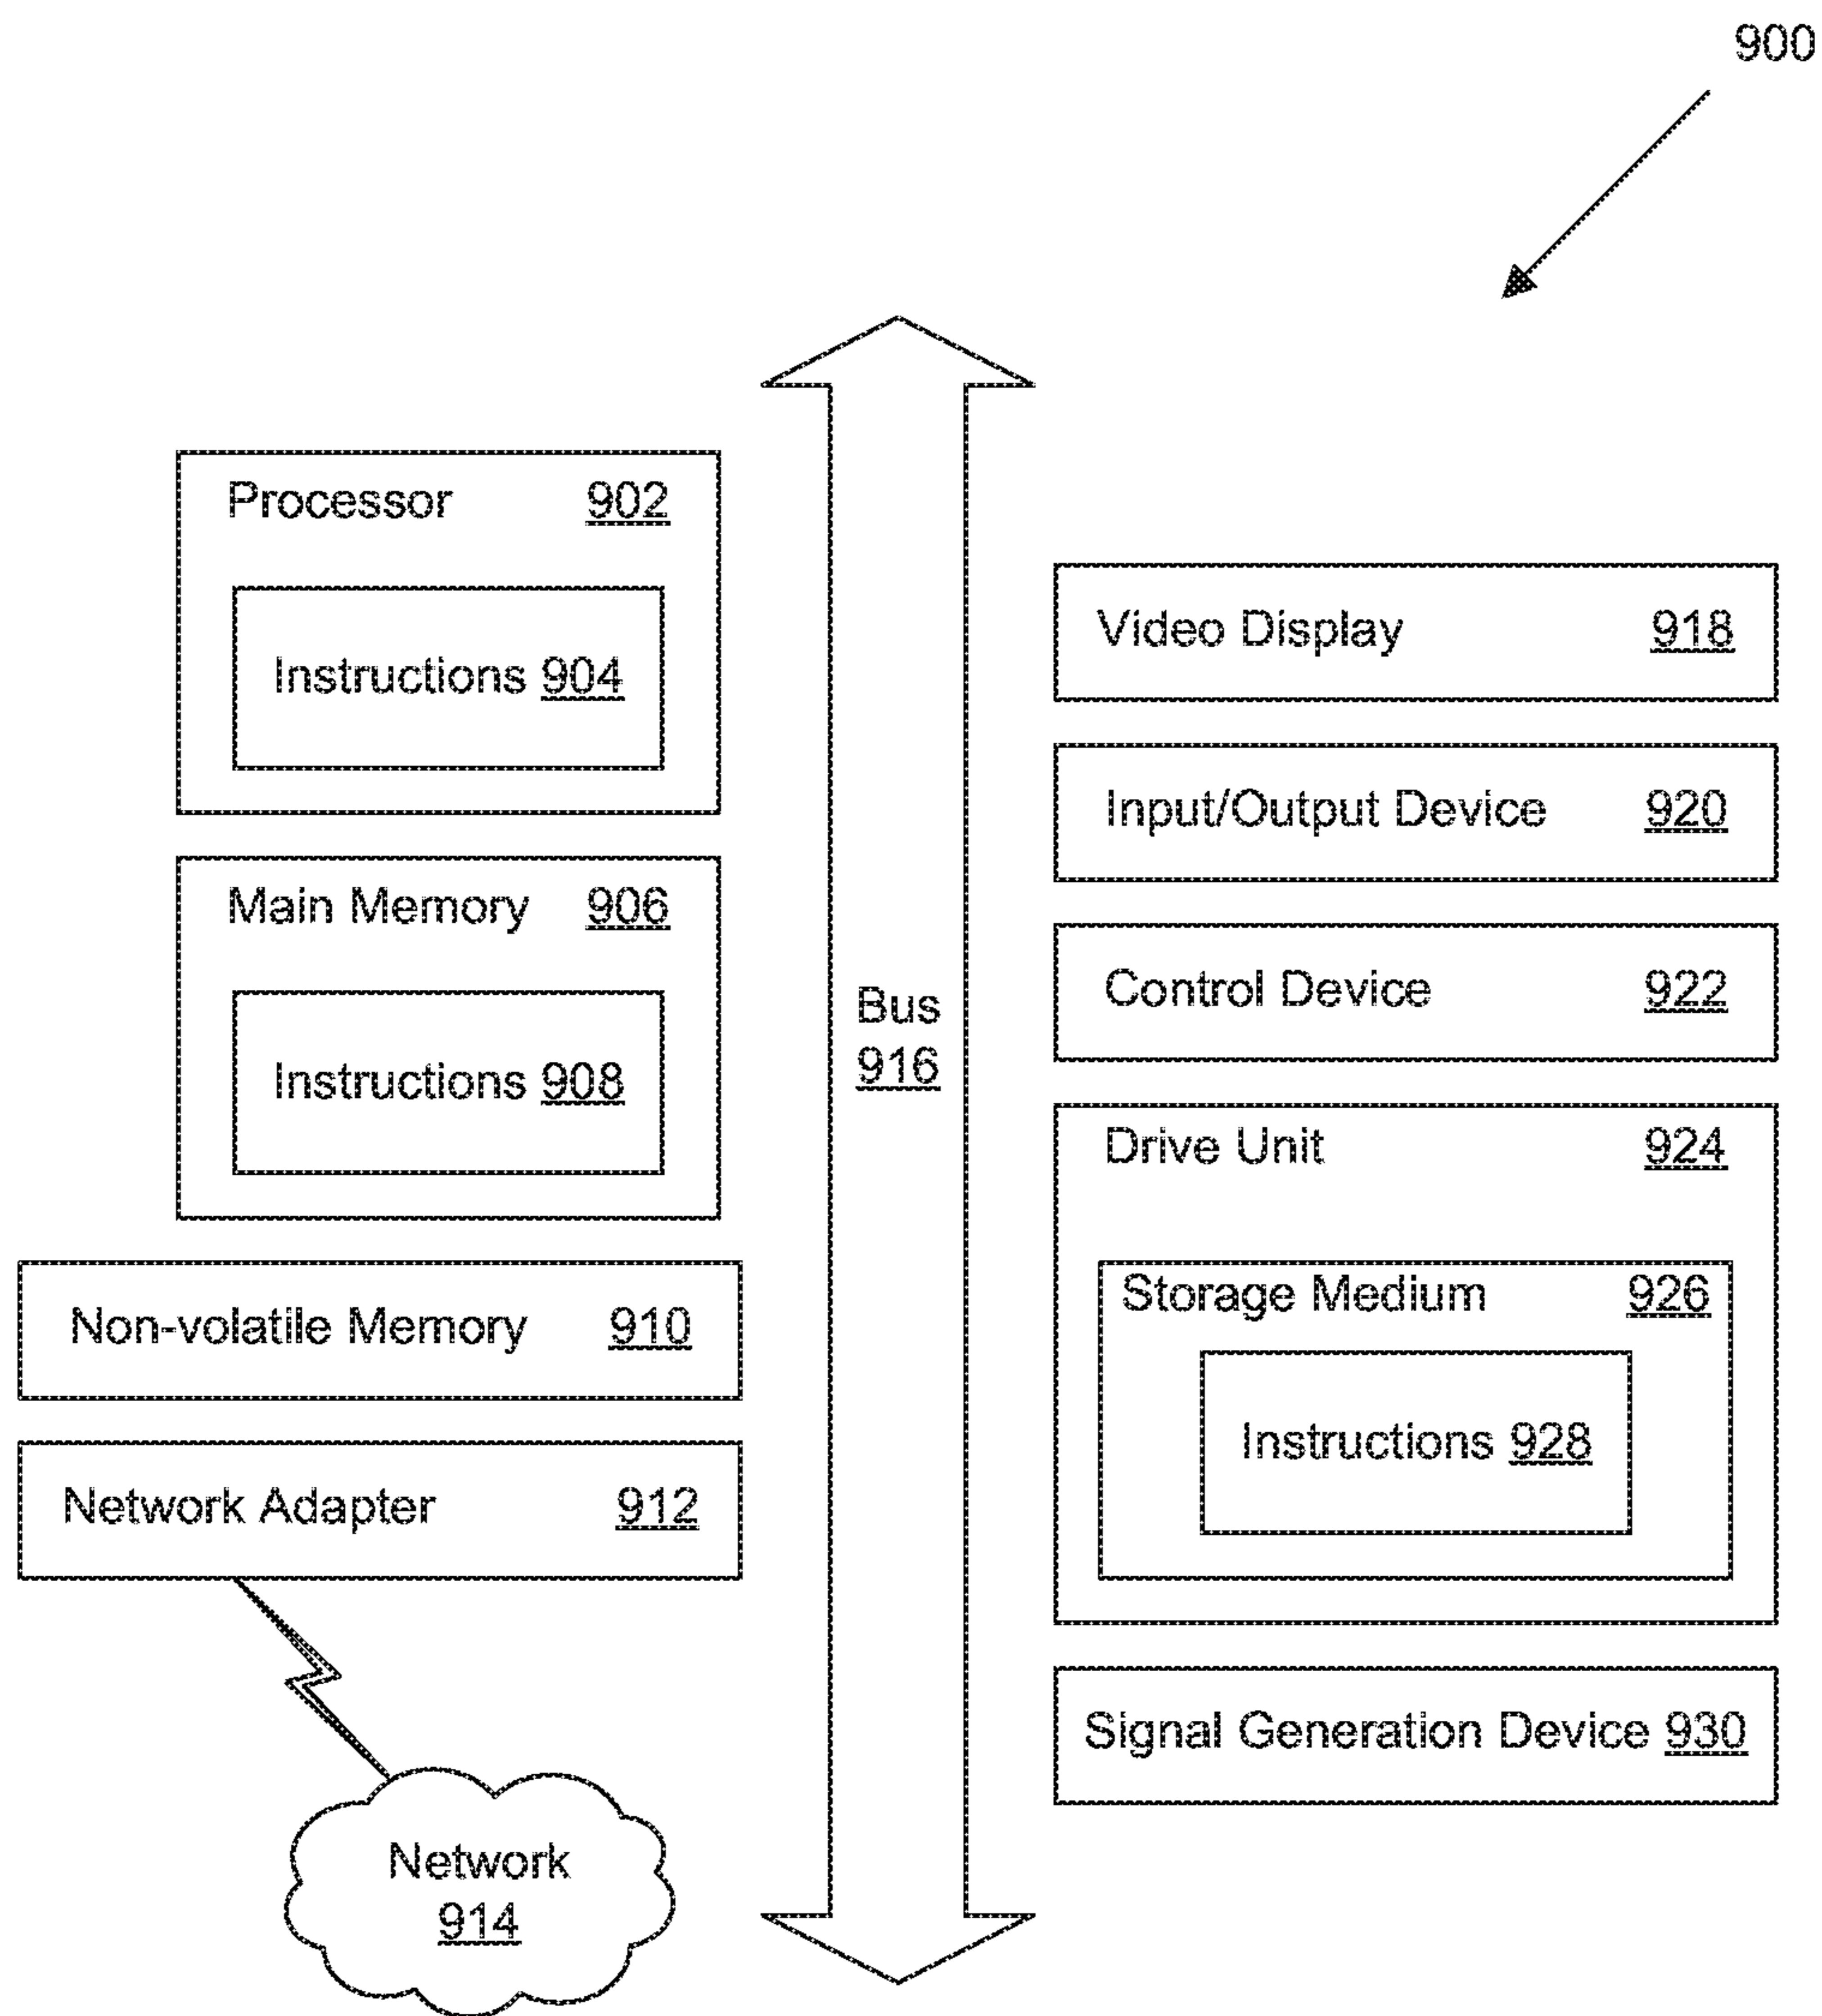 900
Processor 902
Instructions 904
Main Memory 906
Instructions 908
Non-volatile Memory 910
Network Adapter 912
Network
914
Bus
916
Video Display 918
Input/Output Device 920
Control Device 922
Drive Unit 924
Storage Medium 926
Instructions 928
Signal Generation Device 930